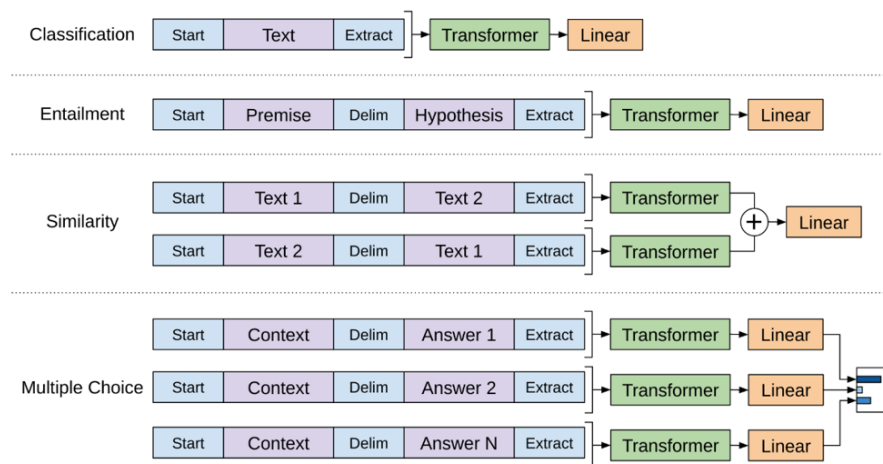 Classification Start Text Extract Transformer Linear
Entailment Start Premise Delim Hypothesis Extract Transformer Linear
Start Text 1 Delim Text 2 Extract Transformer
Similarity + Linear
Start Text 2 Delim Text 1 Extract Transformer
Start Context Delim Answer 1 Extract Transformer Linear
Multiple Choice Start Context Delim Answer 2 Extract Transformer Linear
Start Context Delim Answer N Extract Transformer Linear